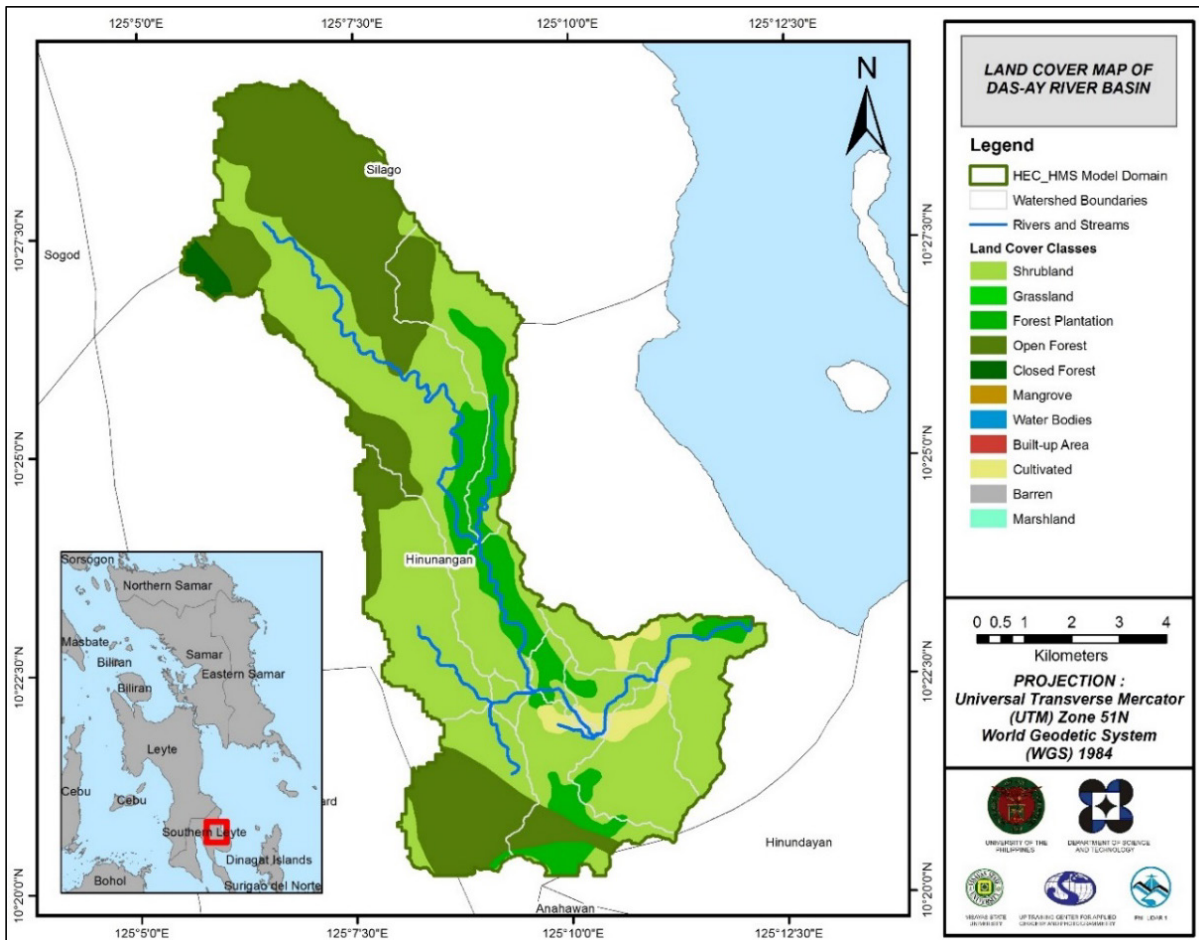 125°5'0"E 125°7'30"E 125°10'0"E 125°12'30"E
10°27'30"N
10°25'0"N
10°22'30"N
10°20'0"N
10°27'30"N
10°25'0"N
10°22'30"N
10°20'0"N
N
Silago
Sogod
Hinunangan
Hinundayan
Anahawan
ard
Sorsogon
Northern Samar
Masbate
Biliran
Samar
Eastern Samar
Biliran
Leyte
Cebu
Cebu
Southern Leyte
Dinagat Islands
Bohol
Surigao del Norte
125°5'0"E 125°7'30"E 125°10'0"E 125°12'30"E
LAND COVER MAP OF
DAS-AY RIVER BASIN
Legend
HEC_HMS Model Domain
Watershed Boundaries
Rivers and Streams
Land Cover Classes
Shrubland
Grassland
Forest Plantation
Open Forest
Closed Forest
Mangrove
Water Bodies
Built-up Area
Cultivated
Barren
Marshland
0 0.5 1 2 3 4
Kilometers
PROJECTION :
Universal Transverse Mercator
(UTM) Zone 51N
World Geodetic System
(WGS) 1984
UNIVERSITY OF THE
PHILIPPINES
DEPARTMENT OF SCIENCE
AND TECHNOLOGY
VISAYAS STATE
UNIVERSITY
UP TRAINING CENTER FOR APPLIED
GEODESY AND PHOTOGRAMMETRY